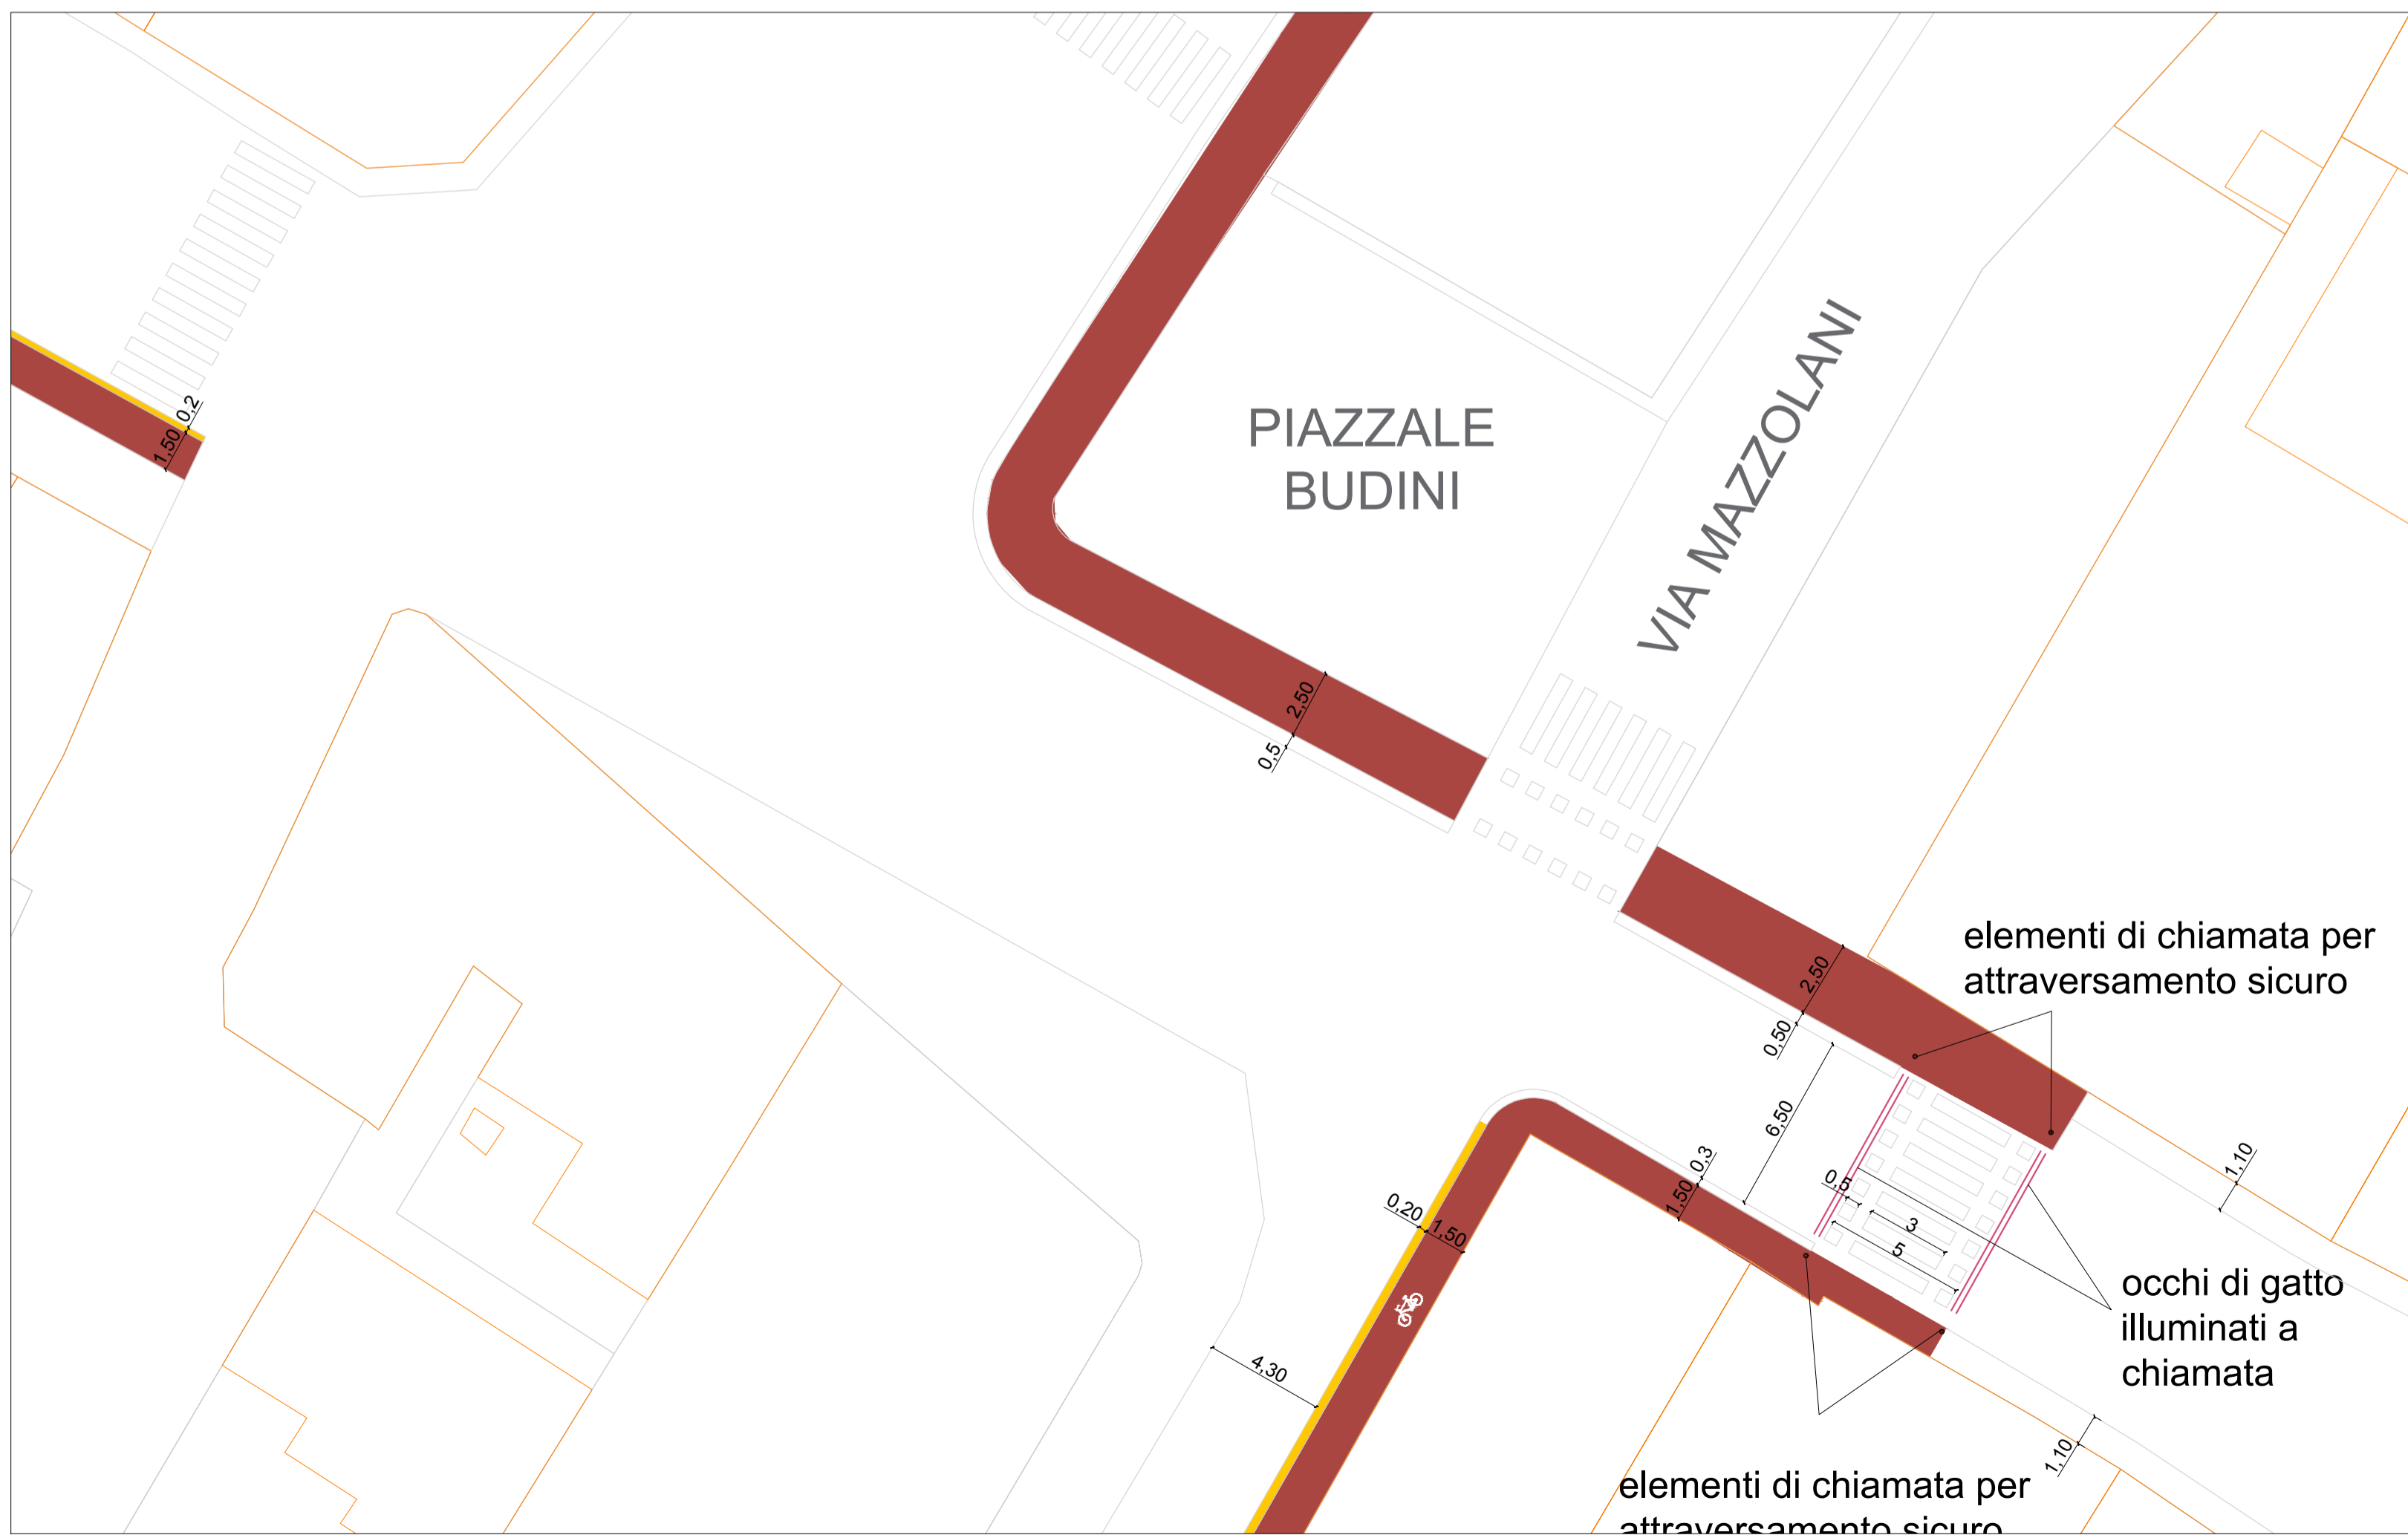 0,2
1,50
PIAZZALE
BUDINI
VIA MAZZOLANI
2,50
0,5
elementi di chiamata per
attraversamento sicuro
2,50
0,50
6,50
0,3
1,50
0,20
1,50
0,5
3
5
1,10
occhi di gatto
illuminati a
chiamata
4,30
1,10
elementi di chiamata per
attraversamento sicuro